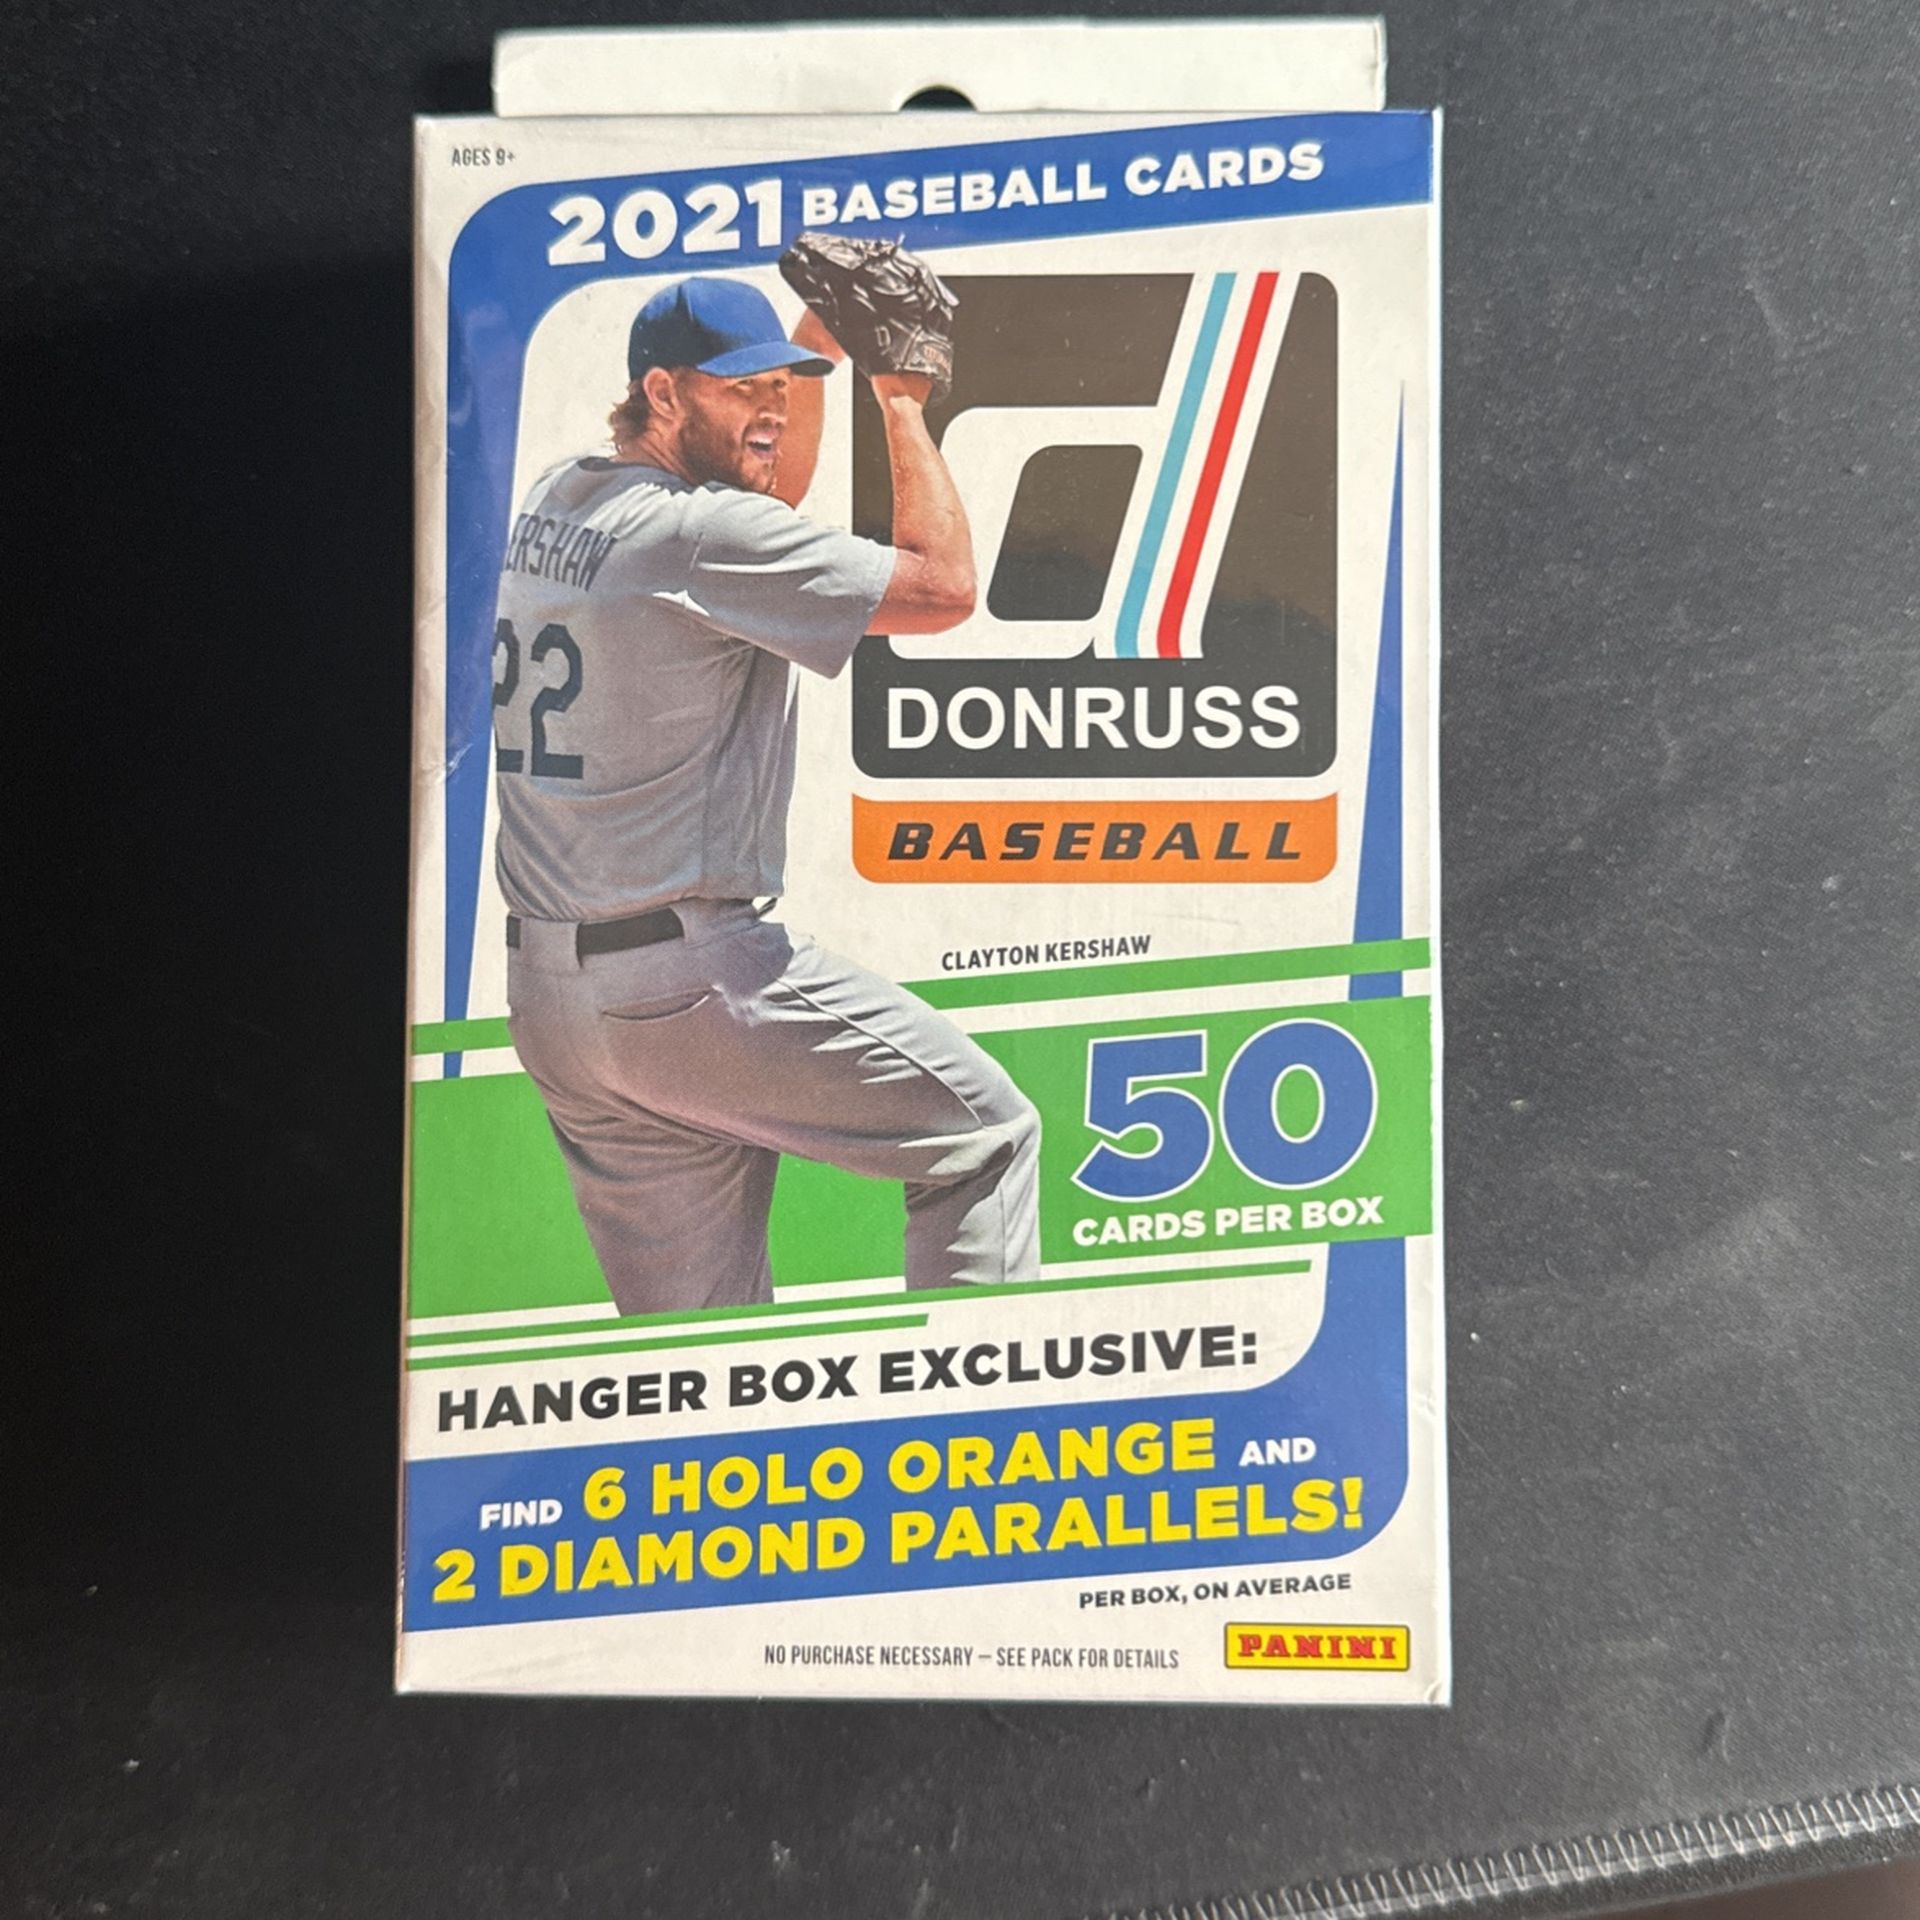 AGES 9+
2021 BASEBALL CARDS
ERSHAW
22
d
DONRUSS
BASEBALL
CLAYTON KERSHAW
50
CARDS PER BOX
HANGER BOX EXCLUSIVE:
FIND 6 HOLO ORANGE AND
2 DIAMOND PARALLELS!
PER BOX, ON AVERAGE
NO PURCHASE NECESSARY – SEE PACK FOR DETAILS
PANINI